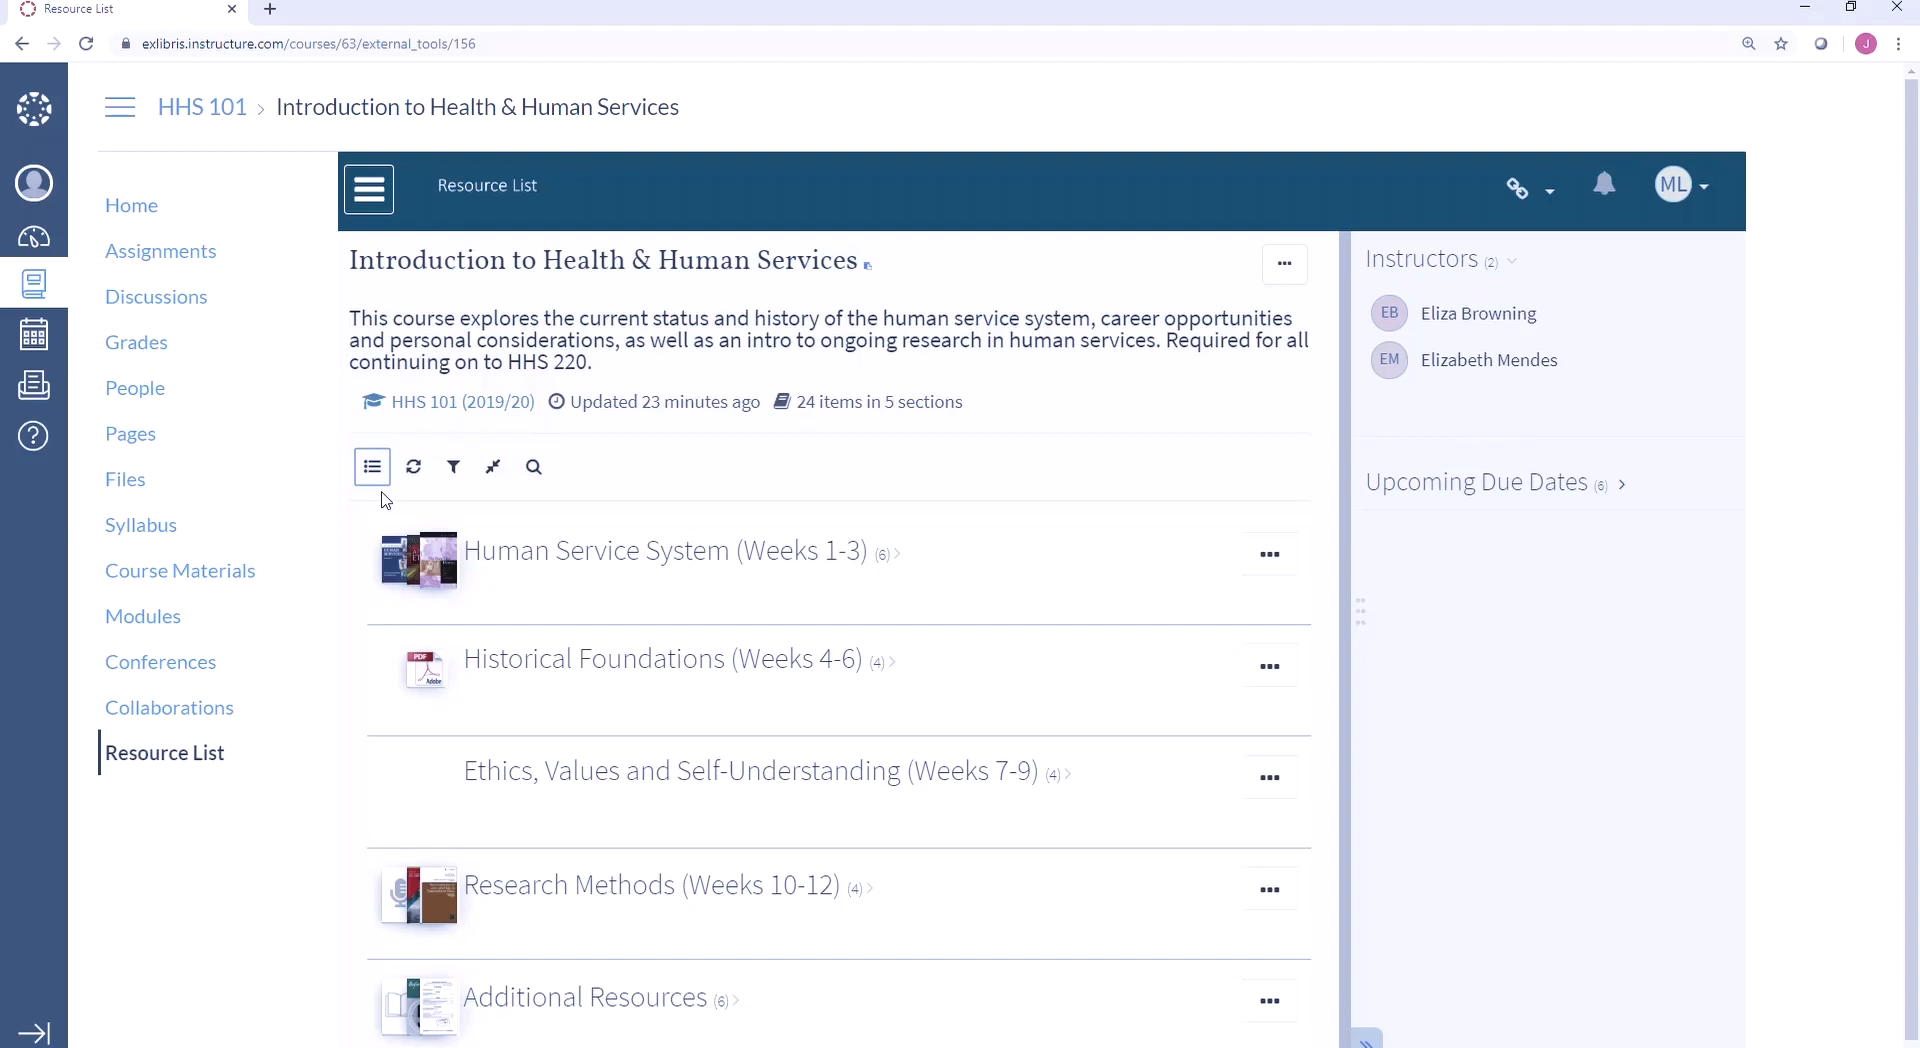 Resource List
exlibris.instructure.com/courses/63/external_tools/156
J
HHS 101 > Introduction to Health & Human Services
Home
Assignments
Discussions
Grades
People
Pages
Files
Syllabus
Course Materials
Modules
Conferences
Collaborations
Resource List
Resource List
ML
Introduction to Health & Human Services
This course explores the current status and history of the human service system, career opportunities
and personal considerations, as well as an intro to ongoing research in human services. Required for all
continuing on to HHS 220.
HHS 101 (2019/20) Updated 23 minutes ago 24 items in 5 sections
Human Service System (Weeks 1-3) (6)
PDF
Adobe
Historical Foundations (Weeks 4-6) (4)
Ethics, Values and Self-Understanding (Weeks 7-9) (4)
Research Methods (Weeks 10-12) (4)
Additional Resources (6)
Instructors (2)
EB Eliza Browning
EM Elizabeth Mendes
Upcoming Due Dates (6)